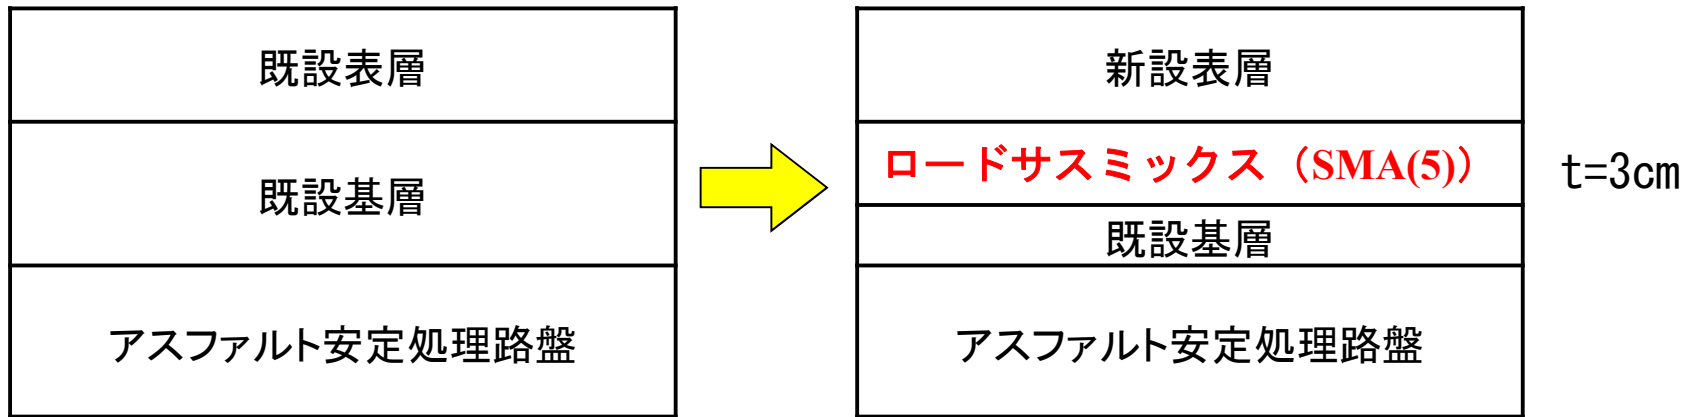 既設表層
既設基層
アスファルト安定処理路盤
新設表層
ロードサスミックス（SMA(5)）
t=3cm
既設基層
アスファルト安定処理路盤